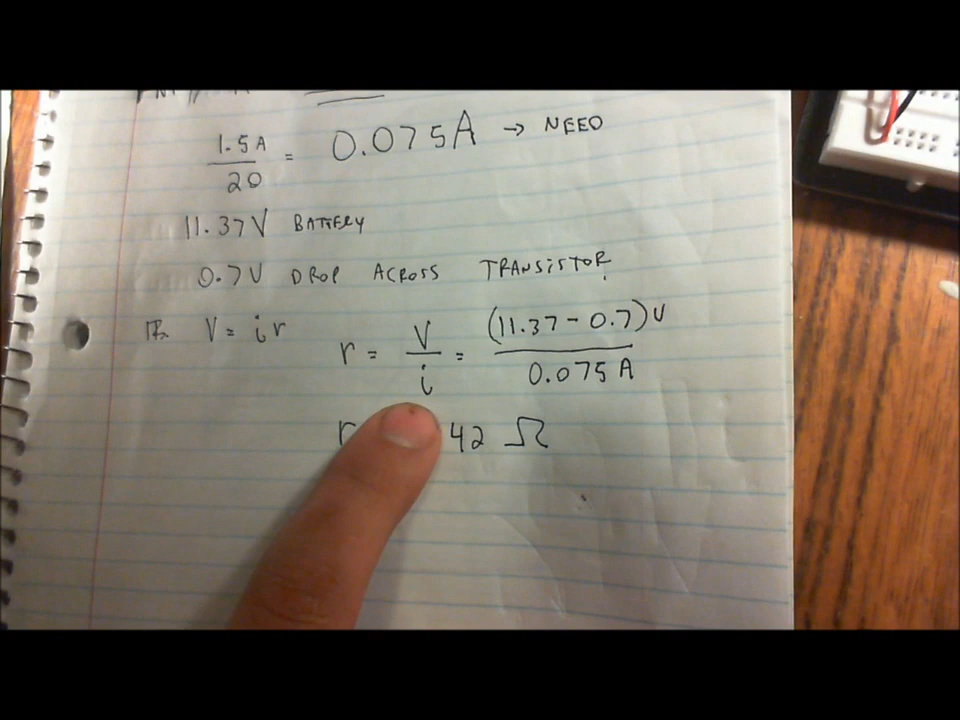 1.5A / 20 = 0.075A → NEED
11.37V BATTERY
0.7V DROP ACROSS TRANSISTOR
V = ir r = V / i = (11.37 - 0.7)V / 0.075 A
r 42 Ω